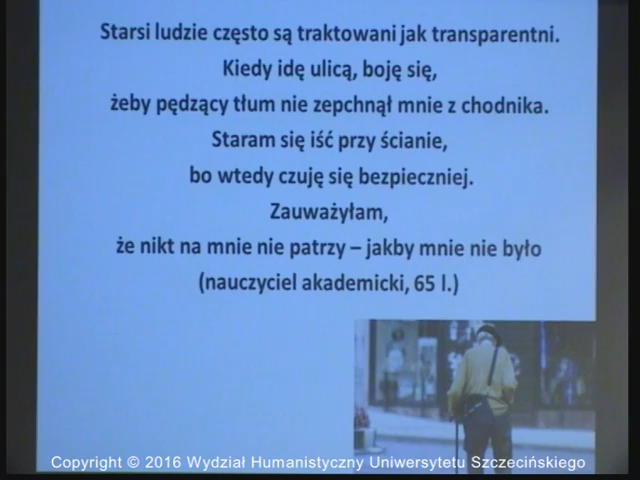 Starsi ludzie często są traktowani jak transparentni.
Kiedy idę ulicą, boję się,
żeby pędzący tłum nie zepchnął mnie z chodnika.
Staram się iść przy ścianie,
bo wtedy czuję się bezpieczniej.
Zauważyłam,
że nikt na mnie nie patrzy – jakby mnie nie było
(nauczyciel akademicki, 65 l.)
Copyright © 2016 Wydział Humanistyczny Uniwersytetu Szczecińskiego